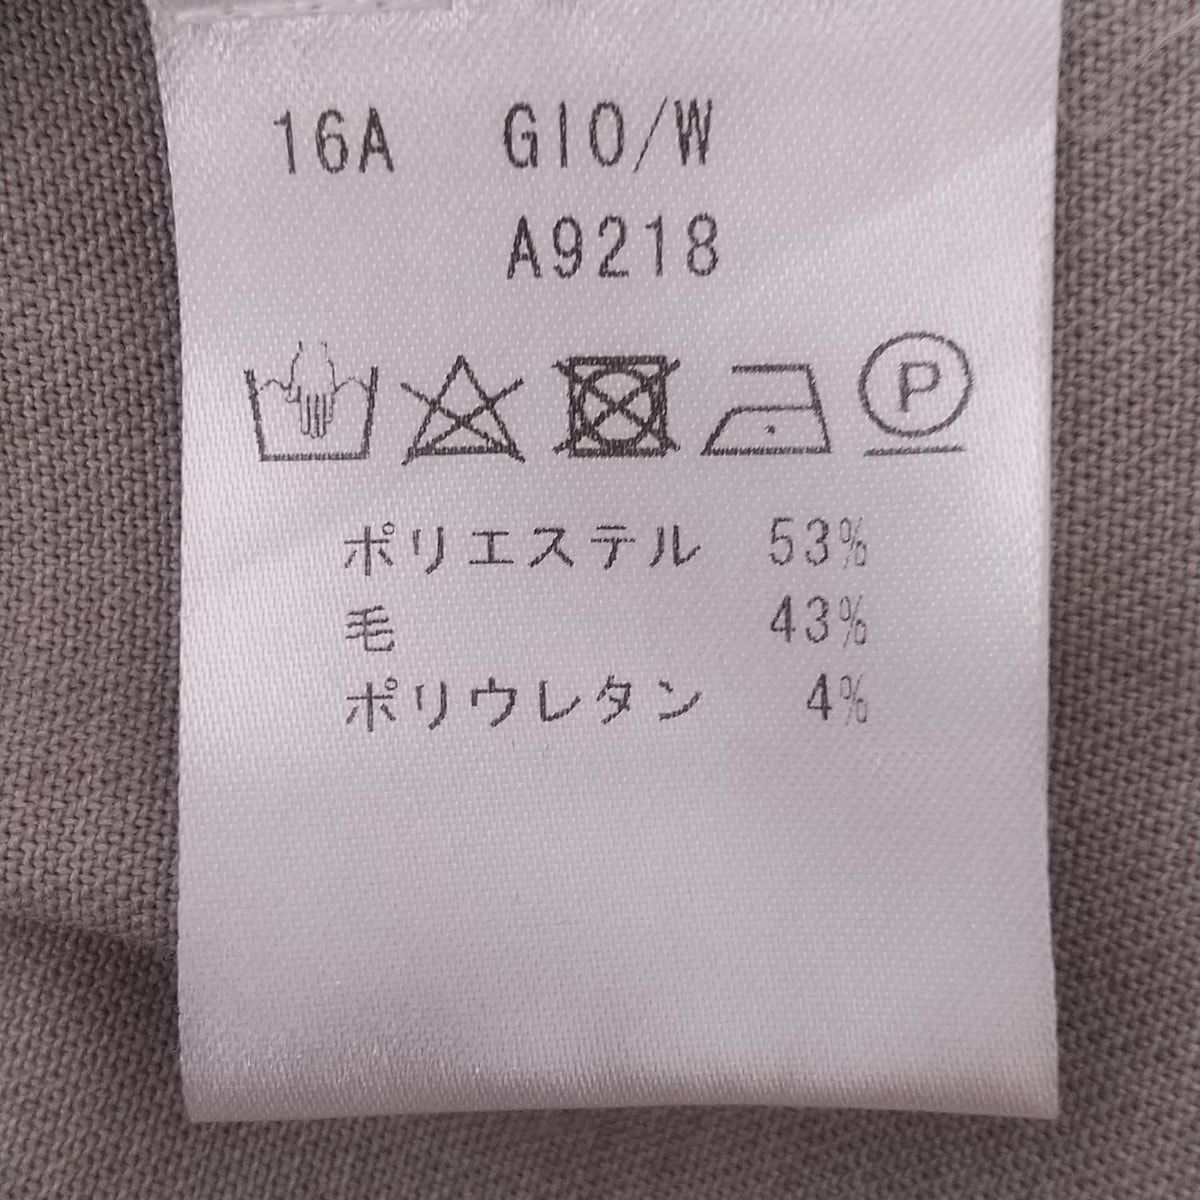 16A GIO/W
A9218
P
ポリエステル 53%
毛 43%
ポリウレタン 4%